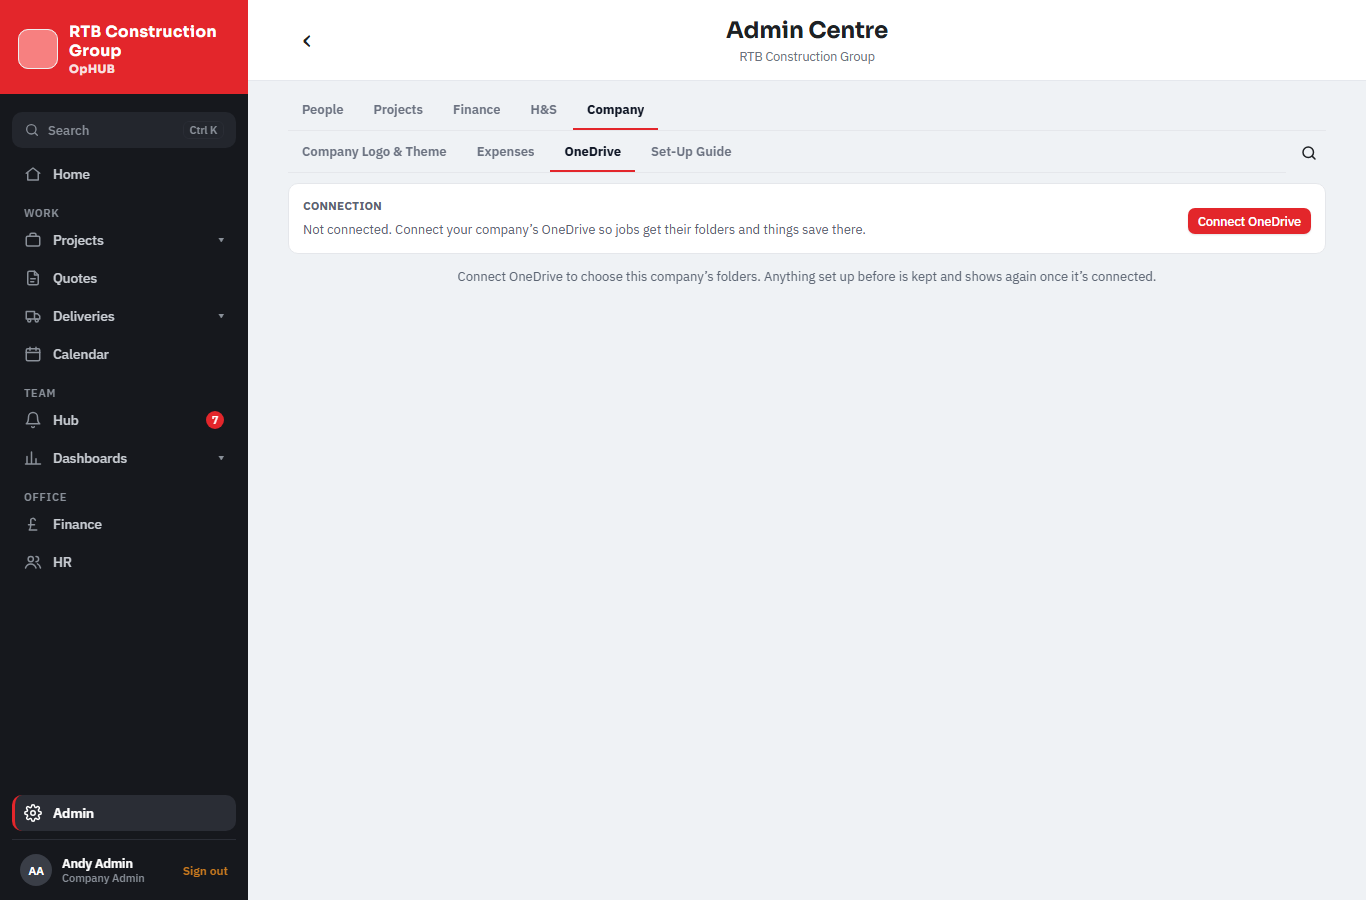 RTB Construction
Group
OpHUB
Search
Ctrl K
Home
WORK
Projects
Quotes
Deliveries
Calendar
TEAM
Hub
7
Dashboards
OFFICE
Finance
HR
Admin
AA
Andy Admin
Company Admin
Sign out
Admin Centre
RTB Construction Group
People
Projects
Finance
H&S
Company
Company Logo & Theme
Expenses
OneDrive
Set-Up Guide
CONNECTION
Not connected. Connect your company’s OneDrive so jobs get their folders and things save there.
Connect OneDrive
Connect OneDrive to choose this company’s folders. Anything set up before is kept and shows again once it’s connected.